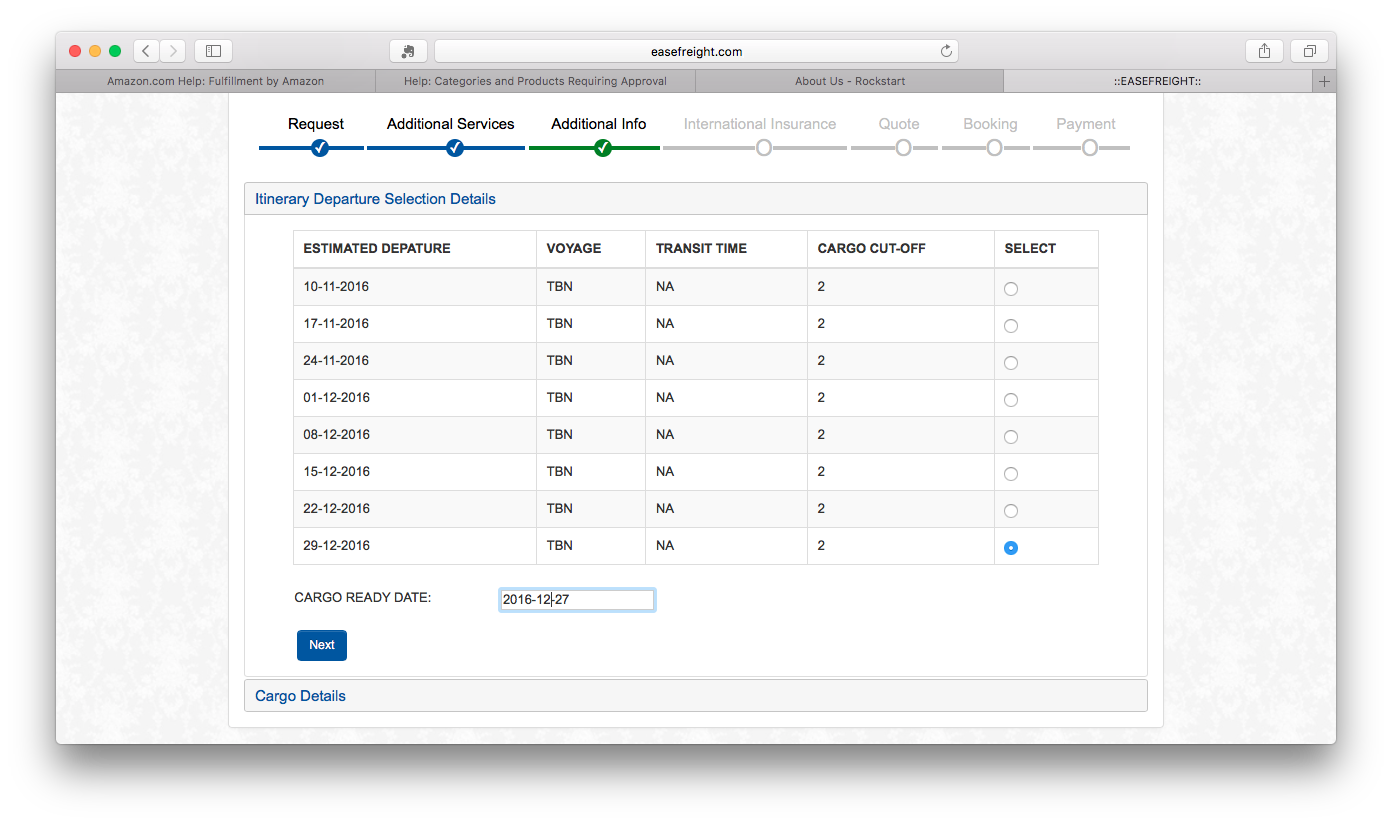 easefreight.com
Amazon.com Help: Fulfillment by Amazon Help: Categories and Products Requiring Approval About Us - Rockstart ::EASEFREIGHT::
Request Additional Services Additional Info International Insurance Quote Booking Payment
Itinerary Departure Selection Details
ESTIMATED DEPATURE VOYAGE TRANSIT TIME CARGO CUT-OFF SELECT
10-11-2016 TBN NA 2
17-11-2016 TBN NA 2
24-11-2016 TBN NA 2
01-12-2016 TBN NA 2
08-12-2016 TBN NA 2
15-12-2016 TBN NA 2
22-12-2016 TBN NA 2
29-12-2016 TBN NA 2
CARGO READY DATE: 2016-12-27
Next
Cargo Details